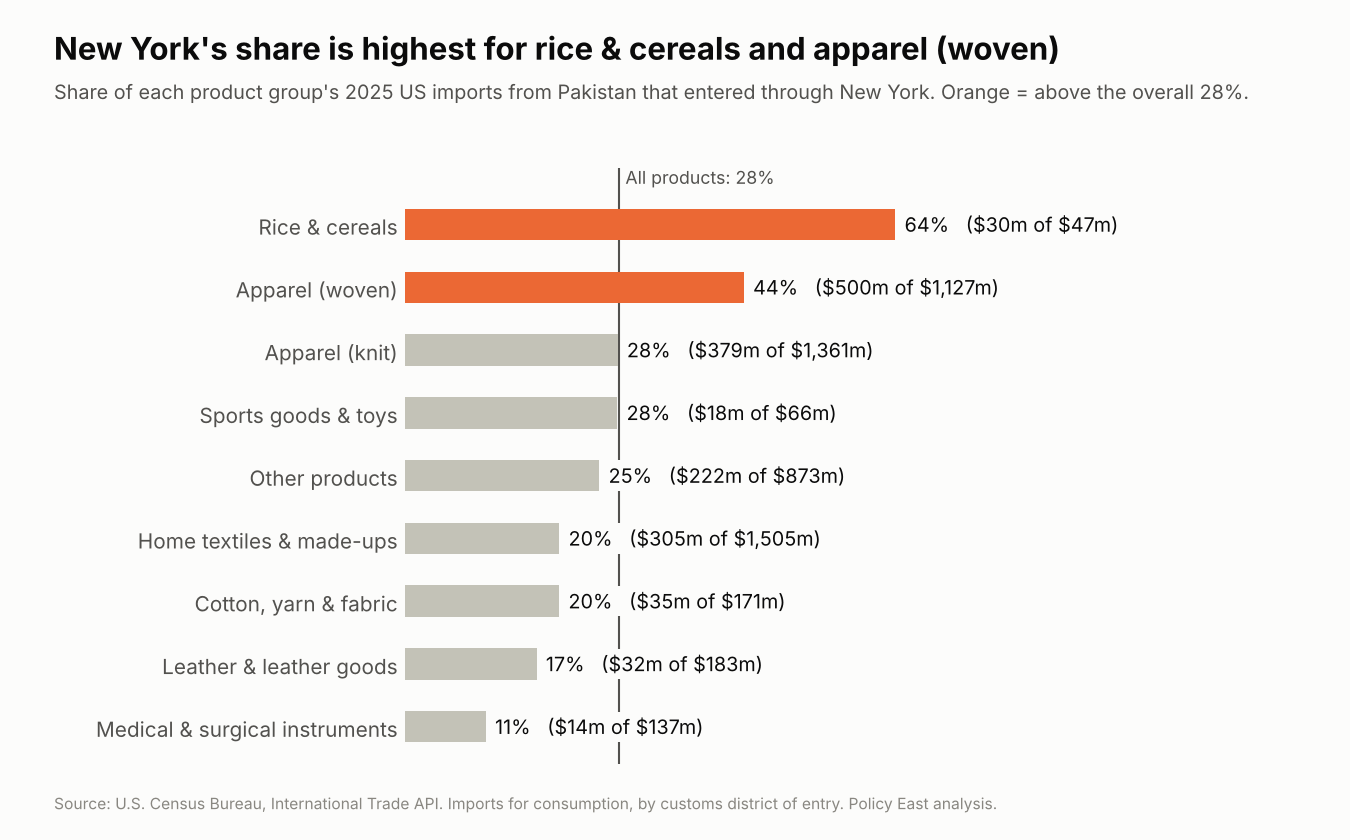 New York's share is highest for rice & cereals and apparel (woven)
Share of each product group's 2025 US imports from Pakistan that entered through New York. Orange = above the overall 28%.
All products: 28%
Rice & cereals 64% ($30m of $47m)
Apparel (woven) 44% ($500m of $1,127m)
Apparel (knit) 28% ($379m of $1,361m)
Sports goods & toys 28% ($18m of $66m)
Other products 25% ($222m of $873m)
Home textiles & made-ups 20% ($305m of $1,505m)
Cotton, yarn & fabric 20% ($35m of $171m)
Leather & leather goods 17% ($32m of $183m)
Medical & surgical instruments 11% ($14m of $137m)
Source: U.S. Census Bureau, International Trade API. Imports for consumption, by customs district of entry. Policy East analysis.